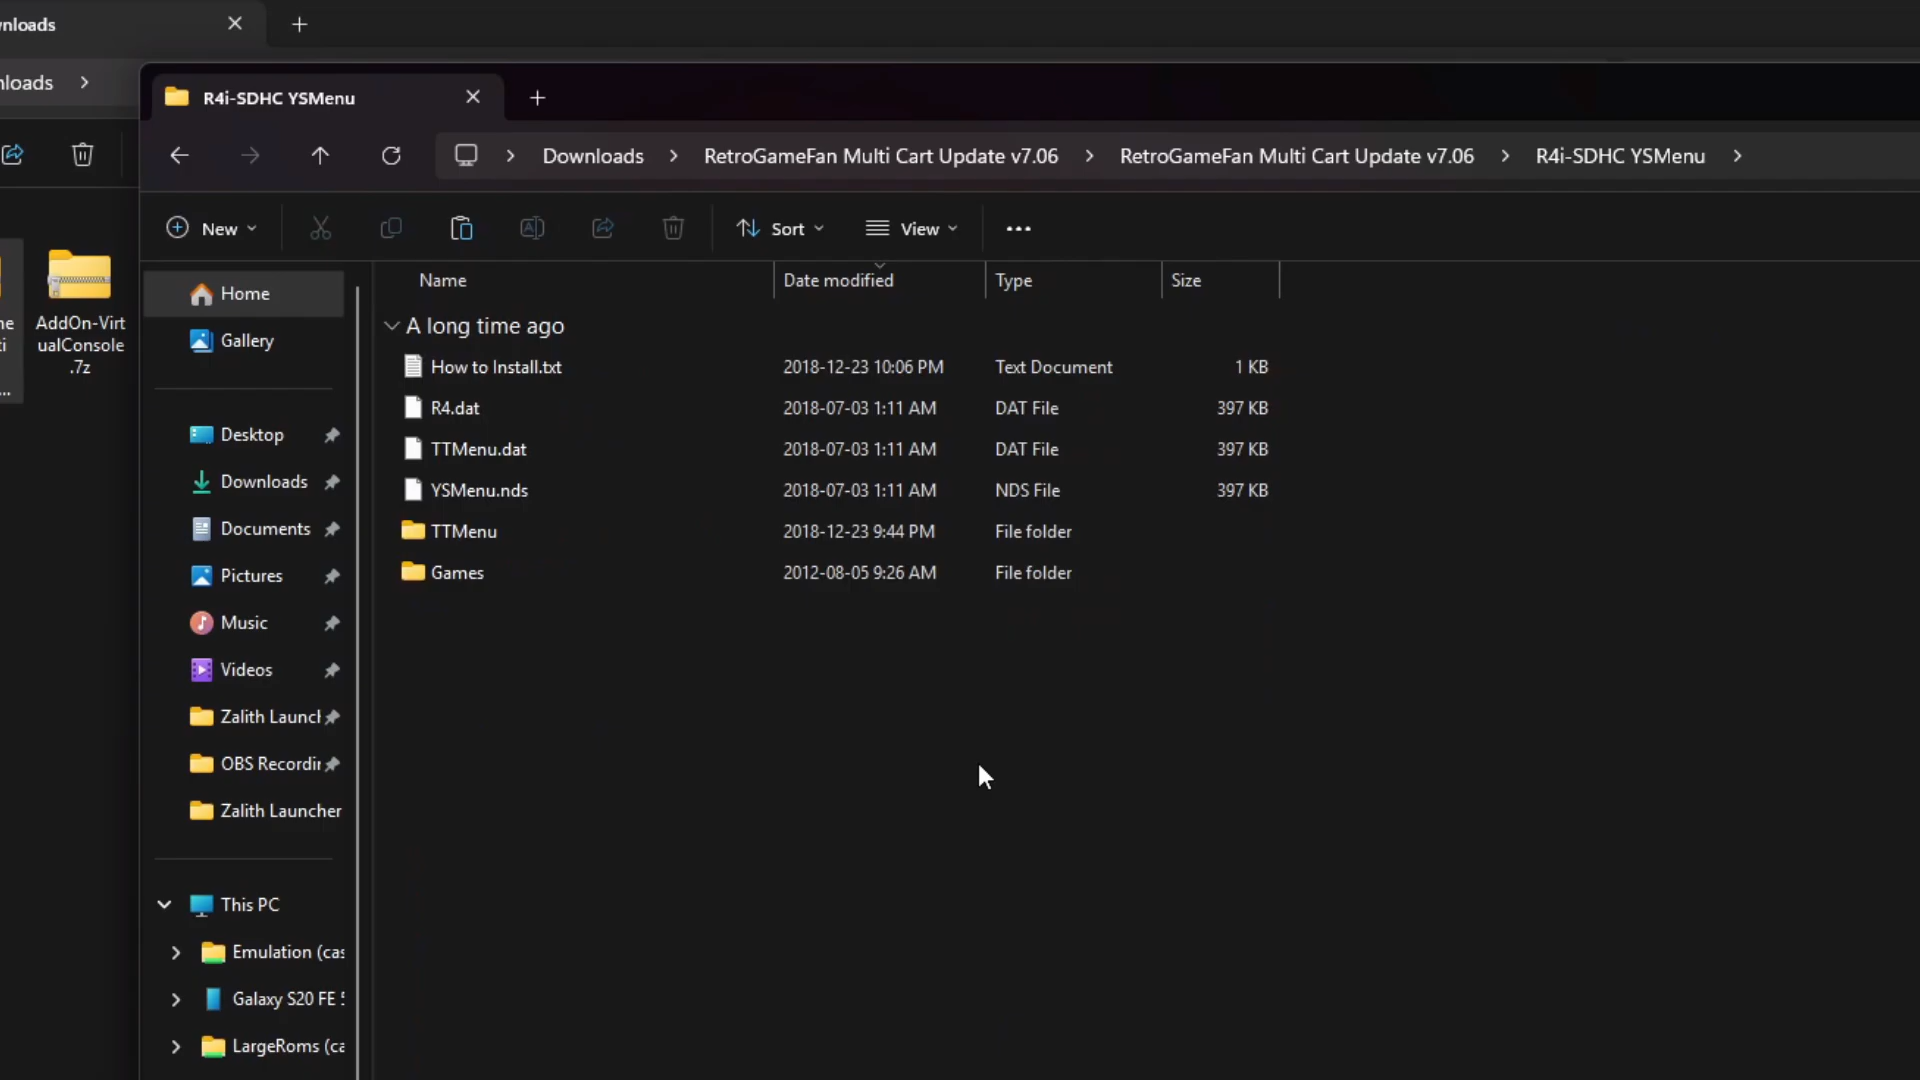 nloads
nloads
AddOn-Virt
ualConsole
.7z
R4i-SDHC YSMenu
Downloads
RetroGameFan Multi Cart Update v7.06
RetroGameFan Multi Cart Update v7.06
R4i-SDHC YSMenu
New
Sort
View
Home
Gallery
Desktop
Downloads
Documents
Pictures
Music
Videos
Zalith Launch
OBS Recordin
Zalith Launcher
This PC
Emulation (cas
Galaxy S20 FE 5
LargeRoms (ca
Name Date modified Type Size
A long time ago
How to Install.txt 2018-12-23 10:06 PM Text Document 1 KB
R4.dat 2018-07-03 1:11 AM DAT File 397 KB
TTMenu.dat 2018-07-03 1:11 AM DAT File 397 KB
YSMenu.nds 2018-07-03 1:11 AM NDS File 397 KB
TTMenu 2018-12-23 9:44 PM File folder
Games 2012-08-05 9:26 AM File folder